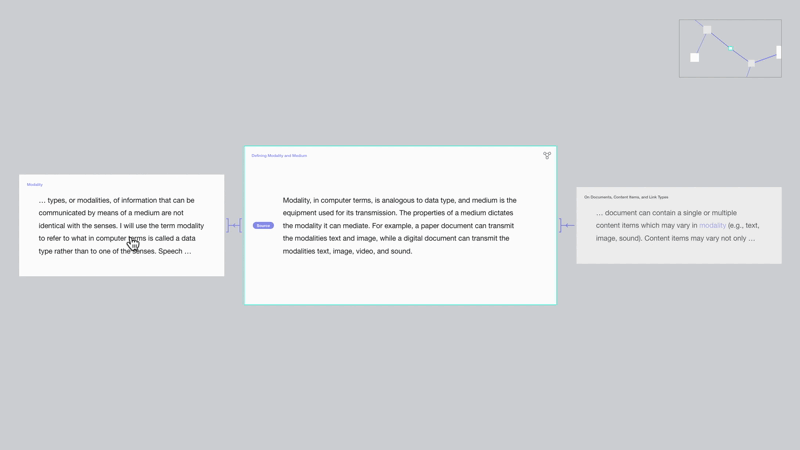 Modality
… types, or modalities, of information that can be
communicated by means of a medium are not
identical with the senses. I will use the term modality
to refer to what in computer terms is called a data
type rather than to one of the senses. Speech …
Defining Modality and Medium
Source
Modality, in computer terms, is analogous to data type, and medium is the
equipment used for its transmission. The properties of a medium dictates
the modality it can mediate. For example, a paper document can transmit
the modalities text and image, while a digital document can transmit the
modalities text, image, video, and sound.
On Documents, Content Items, and Link Types
… document can contain a single or multiple
content items which may vary in modality (e.g., text,
image, sound). Content items may vary not only …